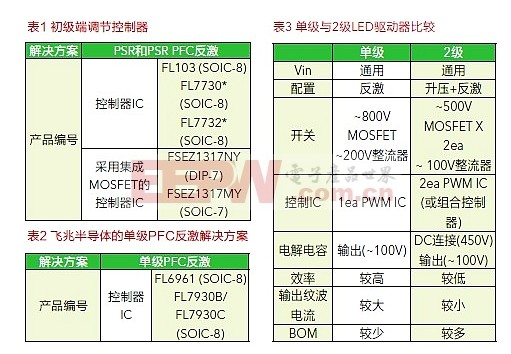 表1 初级端调节控制器
解决方案 PSR和PSR PFC反激
产品编号
控制器IC
FL103 (SOIC-8)
FL7730*
(SOIC-8)
FL7732*
(SOIC-8)
采用集成
MOSFET的
控制器IC
FSEZ1317NY
(DIP-7)
FSEZ1317MY
(SOIC-7)
表2 飞兆半导体的单级PFC反激解决方案
解决方案 单级PFC反激
产品编号
控制器
IC
FL6961 (SOIC-8)
FL7930B/
FL7930C
(SOIC-8)
表3 单级与2级LED驱动器比较
单级 2级
Vin 通用 通用
配置 反激 升压+反激
开关
~800V
MOSFET
~200V整流器
~500V
MOSFET X
2ea
~ 100V整流器
控制IC 1ea PWM IC
2ea PWM IC
(或组合控制
器)
电解电容 输出(~100V)
DC连接(450V)
输出(~100V)
效率 较高 较低
输出纹波
电流
较大 较小
BOM 较少 较多